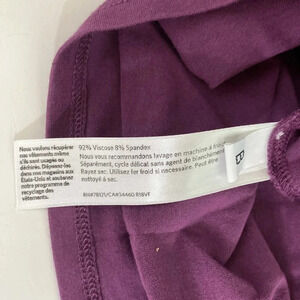 Nous voulons récupérer
nos vêtements même
s'ils sont usagés ou
déchirés. Déposez-les
dans nos magasins aux
États-Unis et soutenez
notre programme de
recyclage des
vêtements.
92% Viscose 8% Spandex
Nous vous recommandons lavage en machine à froid
Séparément, cycle délicat sans agent de blanchiment
Rayez sec. Utilisez fer froid si nécessaire. Peut être
nettoyé à sec.